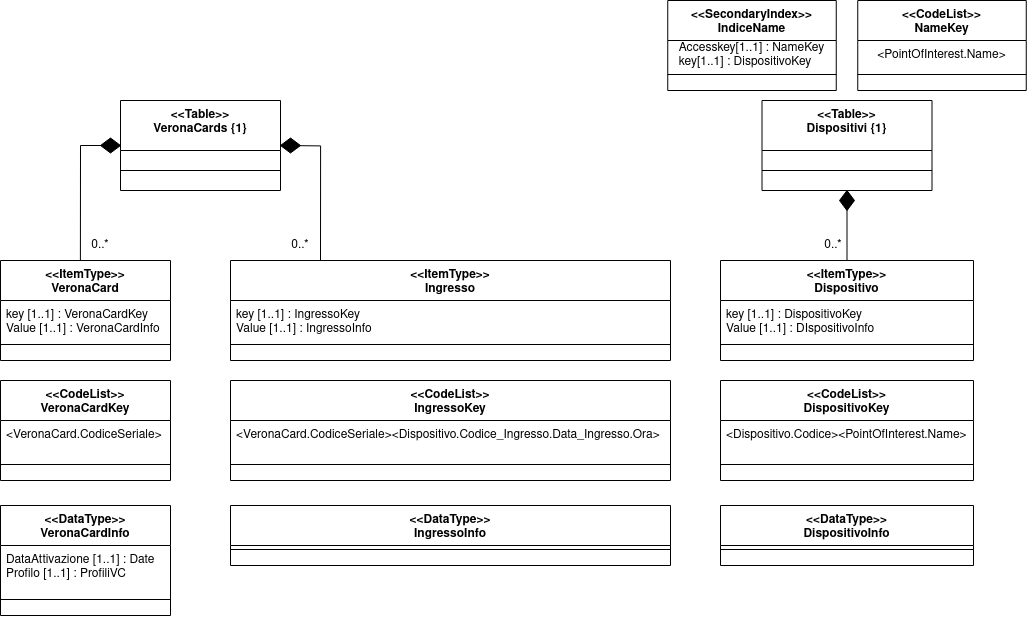 <<SecondaryIndex>>
IndiceName
Accesskey[1..1] : NameKey
key[1..1] : DispositivoKey
<<CodeList>>
NameKey
<PointOfInterest.Name>
<<Table>>
VeronaCards {1}
<<Table>>
Dispositivi {1}
0..*
0..*
0..*
<<ItemType>>
VeronaCard
key [1..1] : VeronaCardKey
Value [1..1] : VeronaCardInfo
<<ItemType>>
Ingresso
key [1..1] : IngressoKey
Value [1..1] : IngressoInfo
<<ItemType>>
Dispositivo
key [1..1] : DispositivoKey
Value [1..1] : DIspositivoInfo
<<CodeList>>
VeronaCardKey
<VeronaCard.CodiceSeriale>
<<CodeList>>
IngressoKey
<VeronaCard.CodiceSeriale><Dispositivo.Codice_Ingresso.Data_Ingresso.Ora>
<<CodeList>>
DispositivoKey
<Dispositivo.Codice><PointOfInterest.Name>
<<DataType>>
VeronaCardInfo
DataAttivazione [1..1] : Date
Profilo [1..1] : ProfiliVC
<<DataType>>
IngressoInfo
<<DataType>>
DispositivoInfo